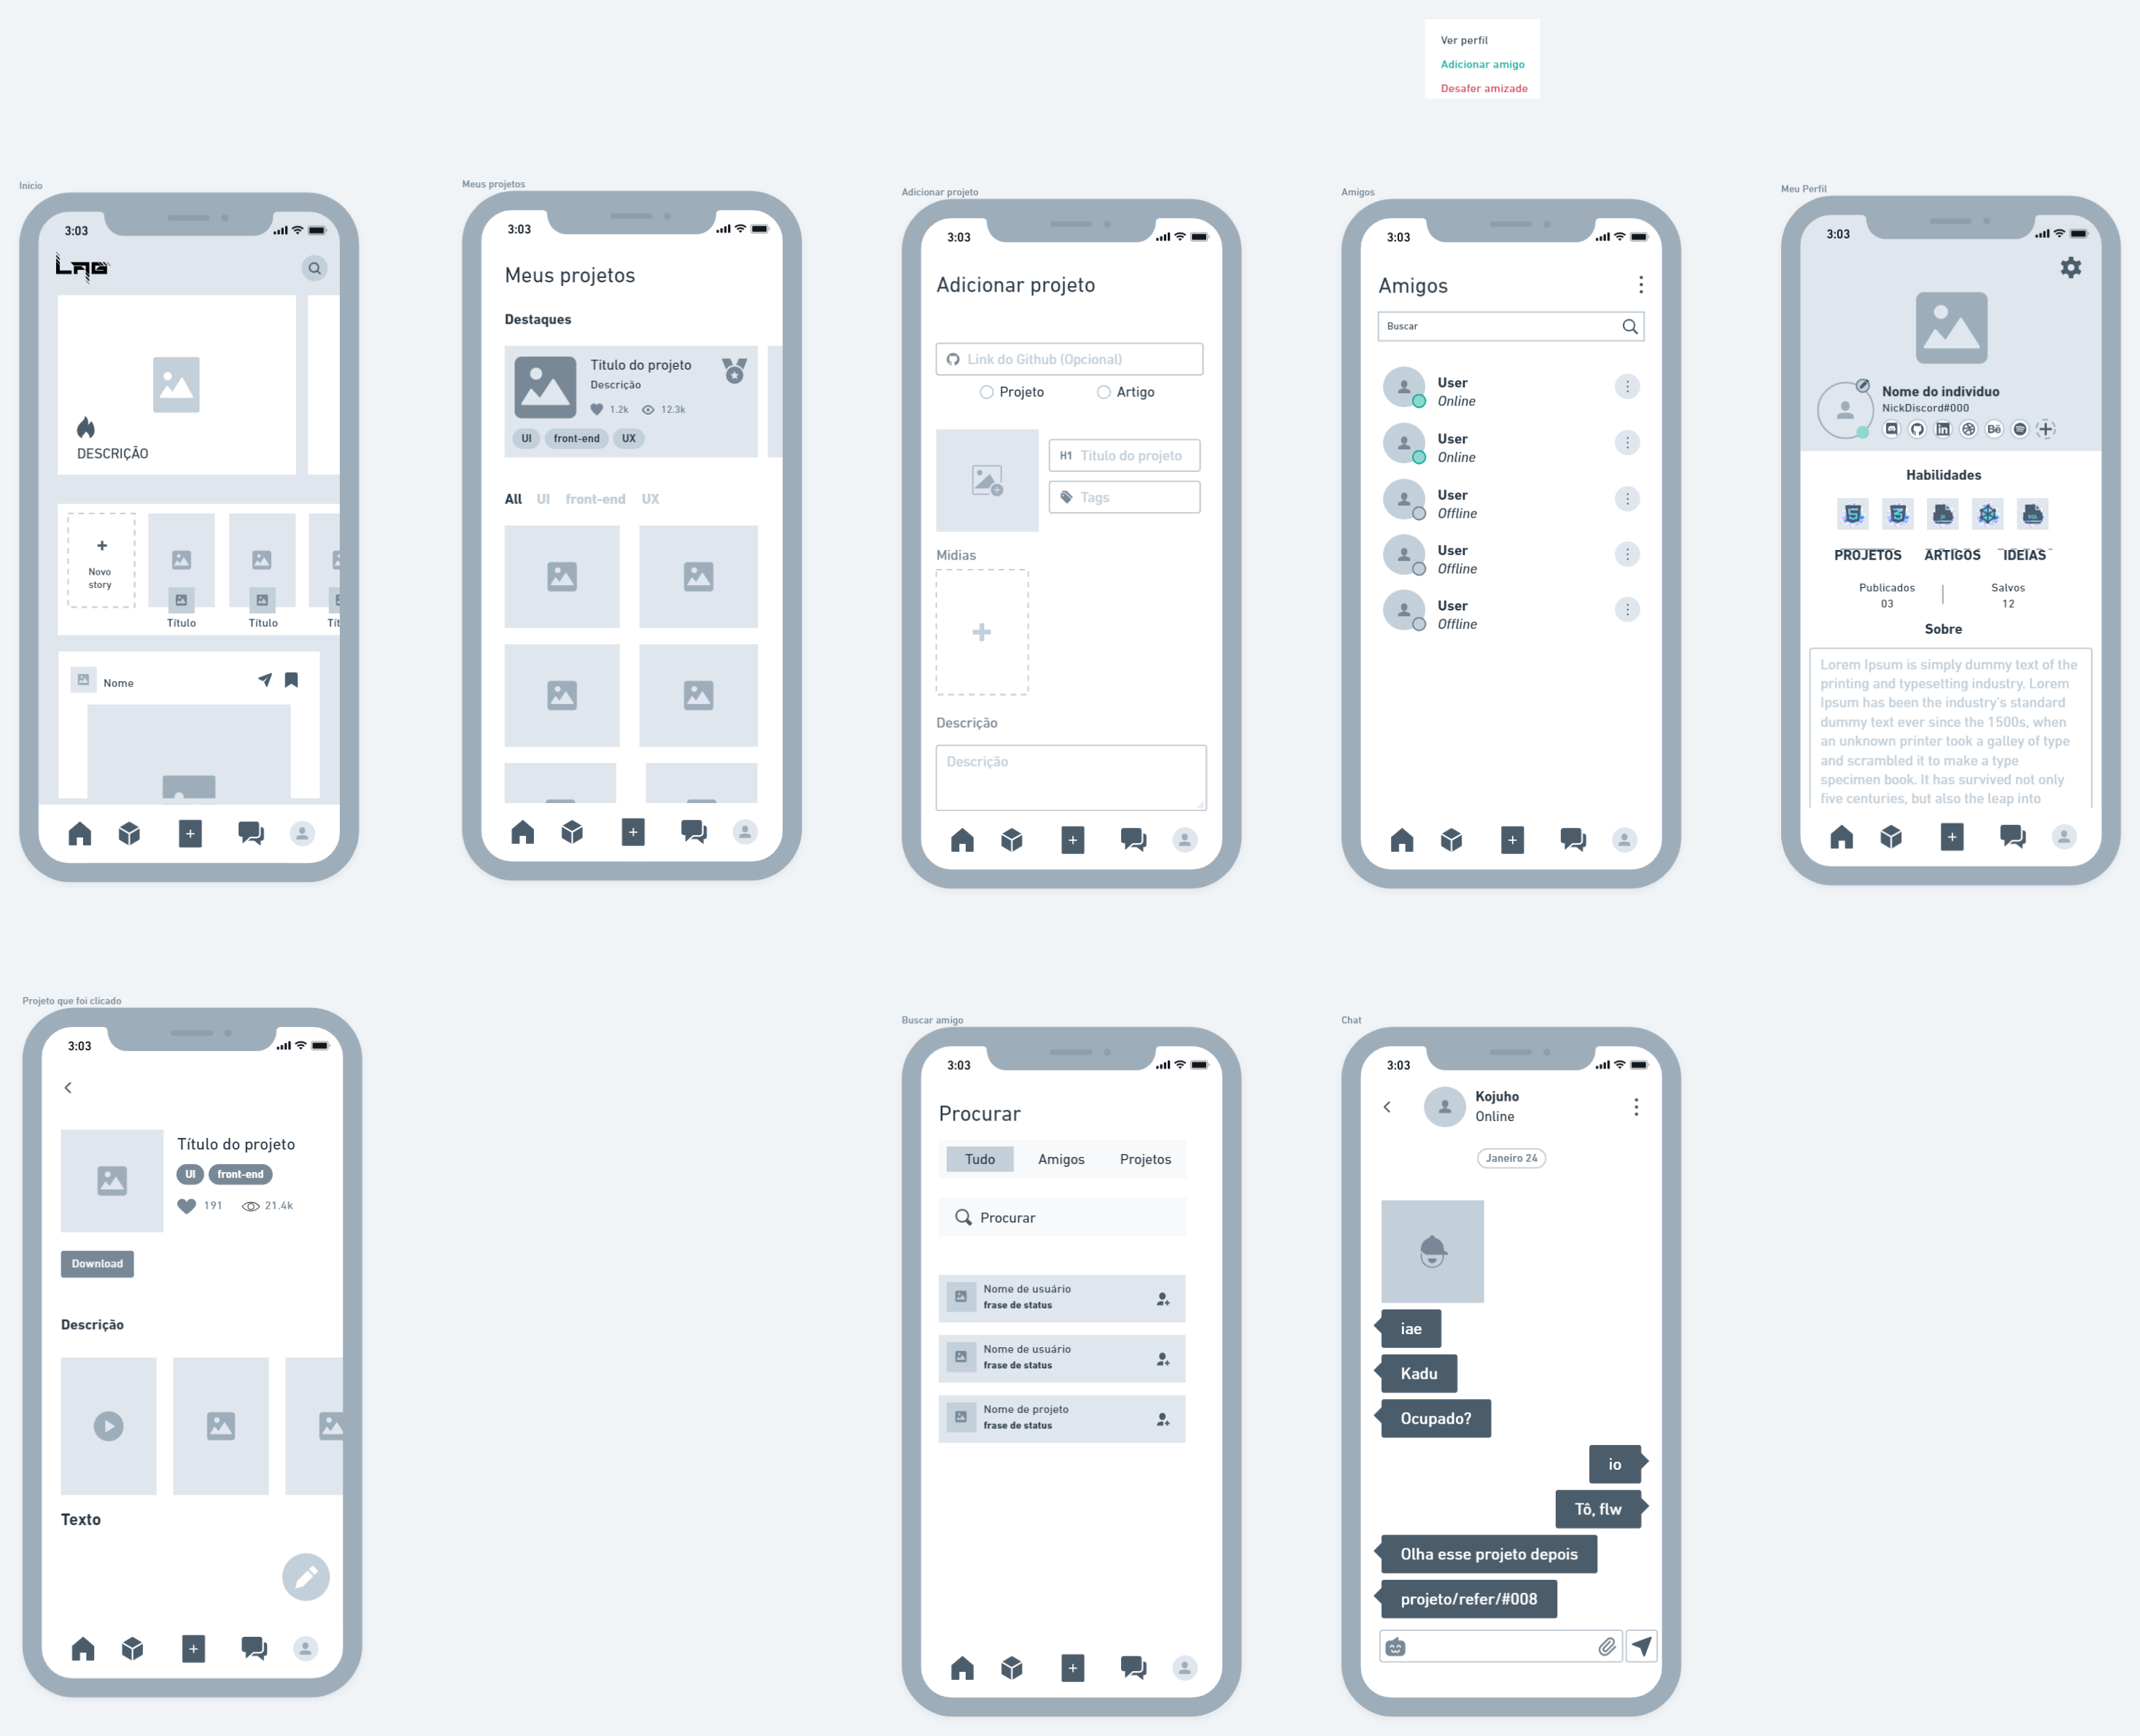 Ver perfil
Adicionar amigo
Desafer amizade
Inicio
3:03
Lag
DESCRIÇÃO
+
Novo
story
Título
Título
Tít
Nome
Meus projetos
3:03
Meus projetos
Destaques
Titulo do projeto
Descrição
1.2k 12.3k
UI front-end UX
All UI front-end UX
Adicionar projeto
3:03
Adicionar projeto
Link do Github (Opcional)
Projeto Artigo
H1 Titulo do projeto
Tags
Midias
Descrição
Descrição
Amigos
3:03
Amigos
Buscar
User
Online
User
Online
User
Offline
User
Offline
User
Offline
Meu Perfil
3:03
Nome do individuo
NickDiscord#000
Bē
Habilidades
PROJETOS ARTIGOS IDEIAS
Publicados Salvos
03 12
Sobre
Lorem Ipsum is simply dummy text of the
printing and typesetting industry. Lorem
Ipsum has been the industry's standard
dummy text ever since the 1500s, when
an unknown printer took a galley of type
and scrambled it to make a type
specimen book. It has survived not only
five centuries, but also the leap into
Projeto que foi clicado
3:03
Título do projeto
UI front-end
191 21.4k
Download
Descrição
Texto
Buscar amigo
3:03
Procurar
Tudo Amigos Projetos
Procurar
Nome de usuário
frase de status
Nome de usuário
frase de status
Nome de projeto
frase de status
Chat
3:03
Kojuho
Online
Janeiro 24
iae
Kadu
Ocupado?
io
Tô, flw
Olha esse projeto depois
projeto/refer/#008